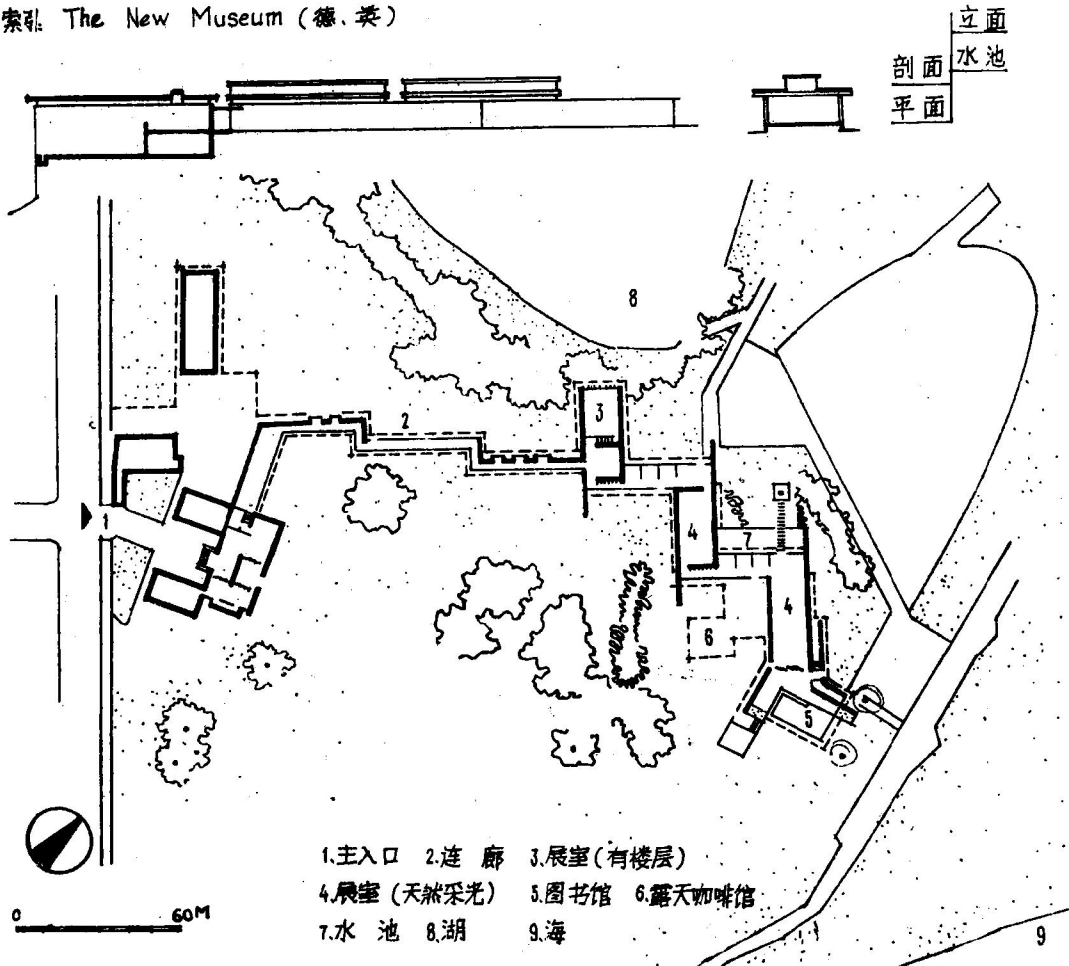 索引: The New Museum (德、英)
立面
剖面 水池
平面
8
3
2
1
4
7
4
6
5
1.主入口 2.连 廊 3.展室(有楼层)
4.展室 (天然采光) 5.图书馆 6.露天咖啡馆
7.水 池 8.湖 9.海
0 60M
9